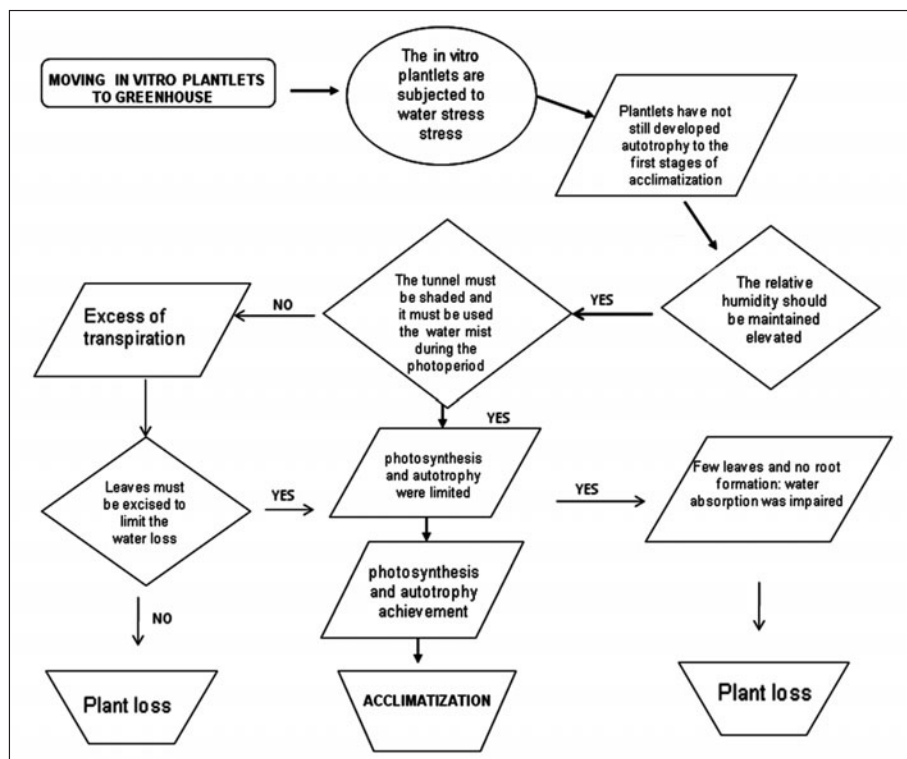 MOVING IN VITRO PLANTLETS
TO GREENHOUSE
The in vitro
plantlets are
subjected to
water stress
stress
Plantlets have not
still developed
autotrophy to the
first stages of
acclimatization
The relative
humidity should
be maintained
elevated
YES
The tunnel must
be shaded and
it must be used
the water mist
during the
photoperiod
NO
Excess of
transpiration
YES
Leaves must
be excised to
limit the
water loss
YES
photosynthesis
and autotrophy
were limited
YES
Few leaves and no root
formation: water
absorption was impaired
photosynthesis
and autotrophy
achievement
NO
Plant loss
ACCLIMATIZATION
Plant loss